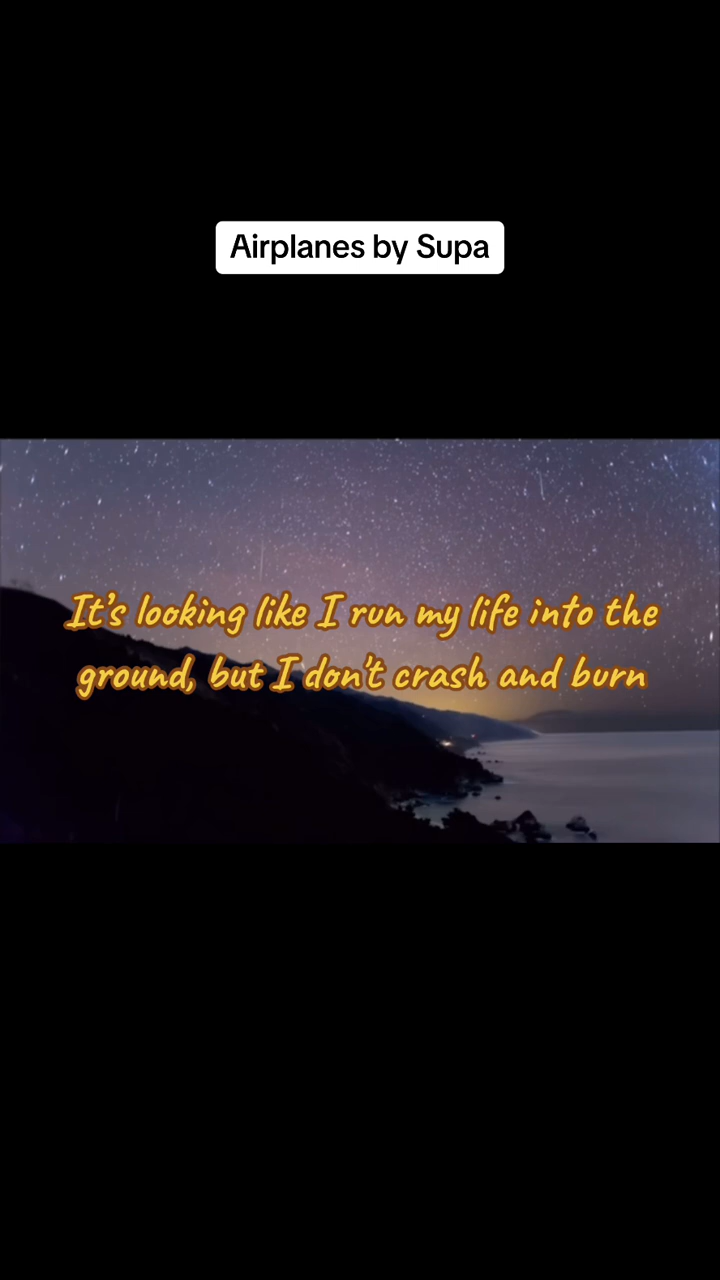 Airplanes by Supa
It’s looking like I run my life into the
ground, but I don't crash and burn